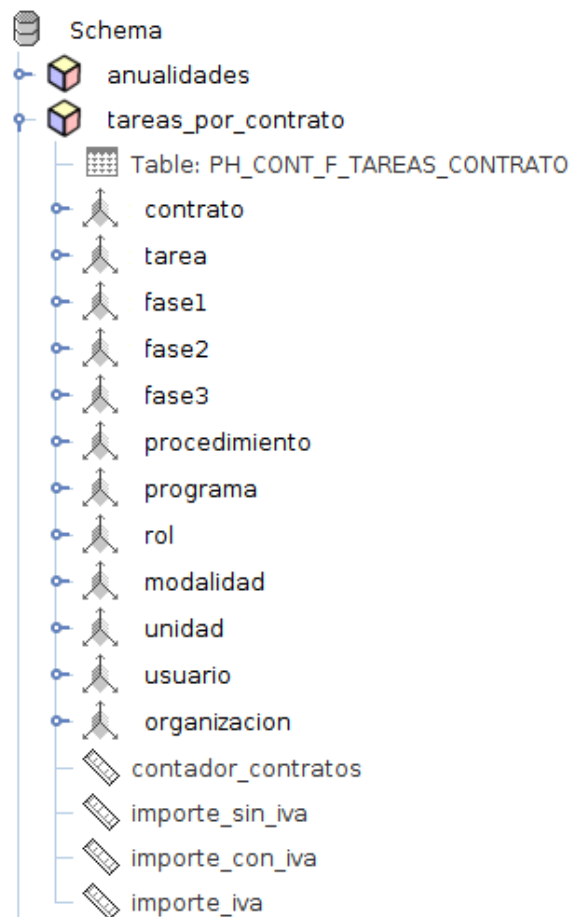 Schema
anualidades
tareas_por_contrato
Table: PH_CONT_F_TAREAS_CONTRATO
contrato
tarea
fase1
fase2
fase3
procedimiento
programa
rol
modalidad
unidad
usuario
organizacion
contador_contratos
importe_sin_iva
importe_con_iva
importe_iva